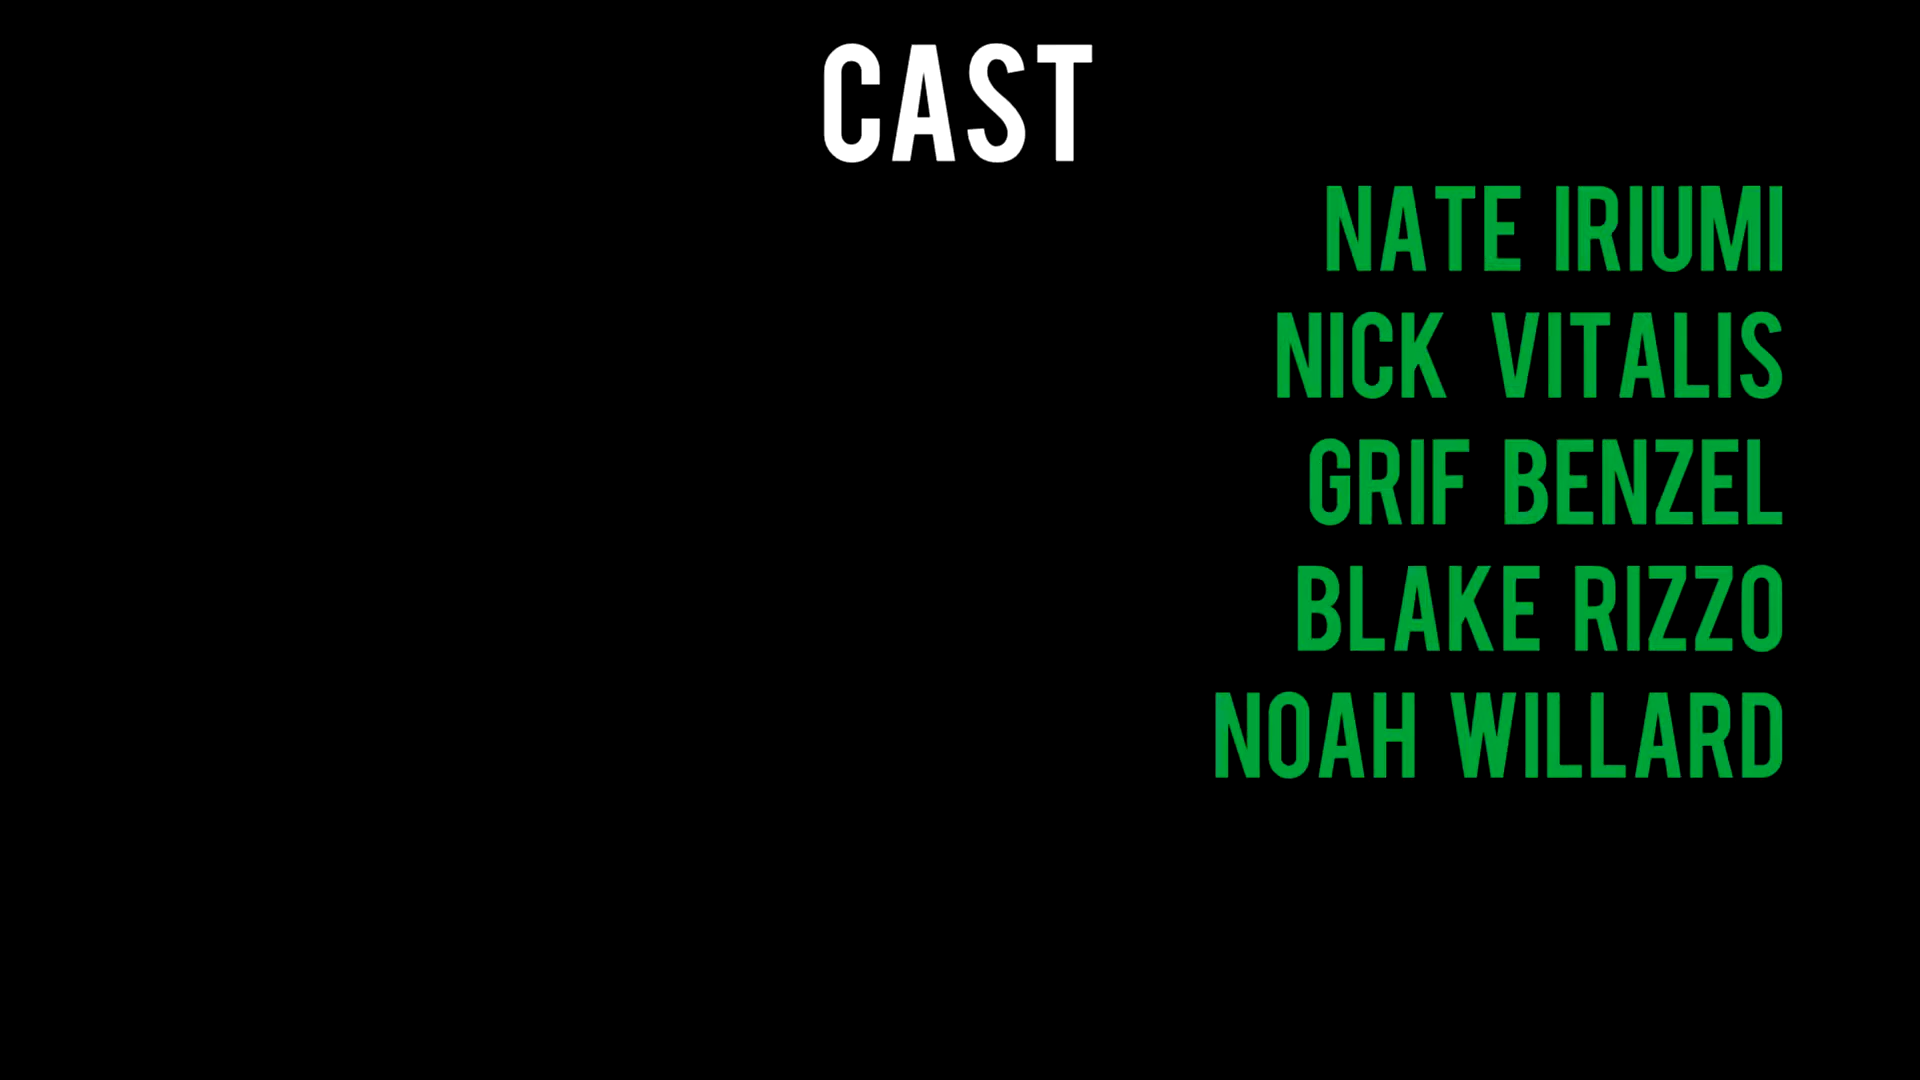 CAST
NATE IRIUMI
NICK VITALIS
GRIF BENZEL
BLAKE RIZZO
NOAH WILLARD